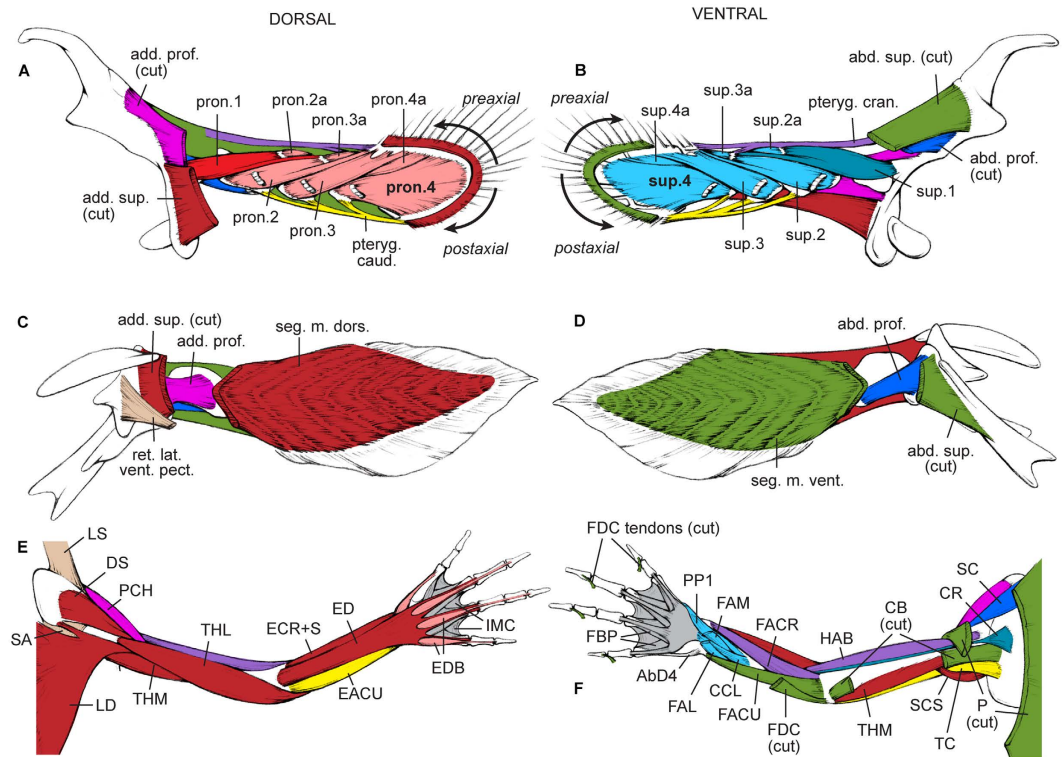 DORSAL
VENTRAL
A
add. prof.
(cut)
pron.1
pron.2a
pron.3a
pron.4a
preaxial
pron.4
add. sup.
(cut)
pron.2
pron.3
pteryg.
caud.
postaxial
B
preaxial
sup.4a
sup.3a
sup.2a
pteryg. cran.
abd. sup. (cut)
abd. prof.
(cut)
sup.1
sup.4
sup.3
sup.2
postaxial
C
add. sup. (cut)
add. prof.
seg. m. dors.
ret. lat.
vent. pect.
D
abd. prof.
abd. sup.
(cut)
seg. m. vent.
E
LS
DS
PCH
SA
THL
ECR+S
ED
IMC
EDB
EACU
THM
LD
F
FDC tendons (cut)
PP1
FAM
FACR
HAB
CB
(cut)
SC
CR
FBP
AbD4
FAL
CCL
FACU
FDC
(cut)
THM
SCS
TC
P
(cut)